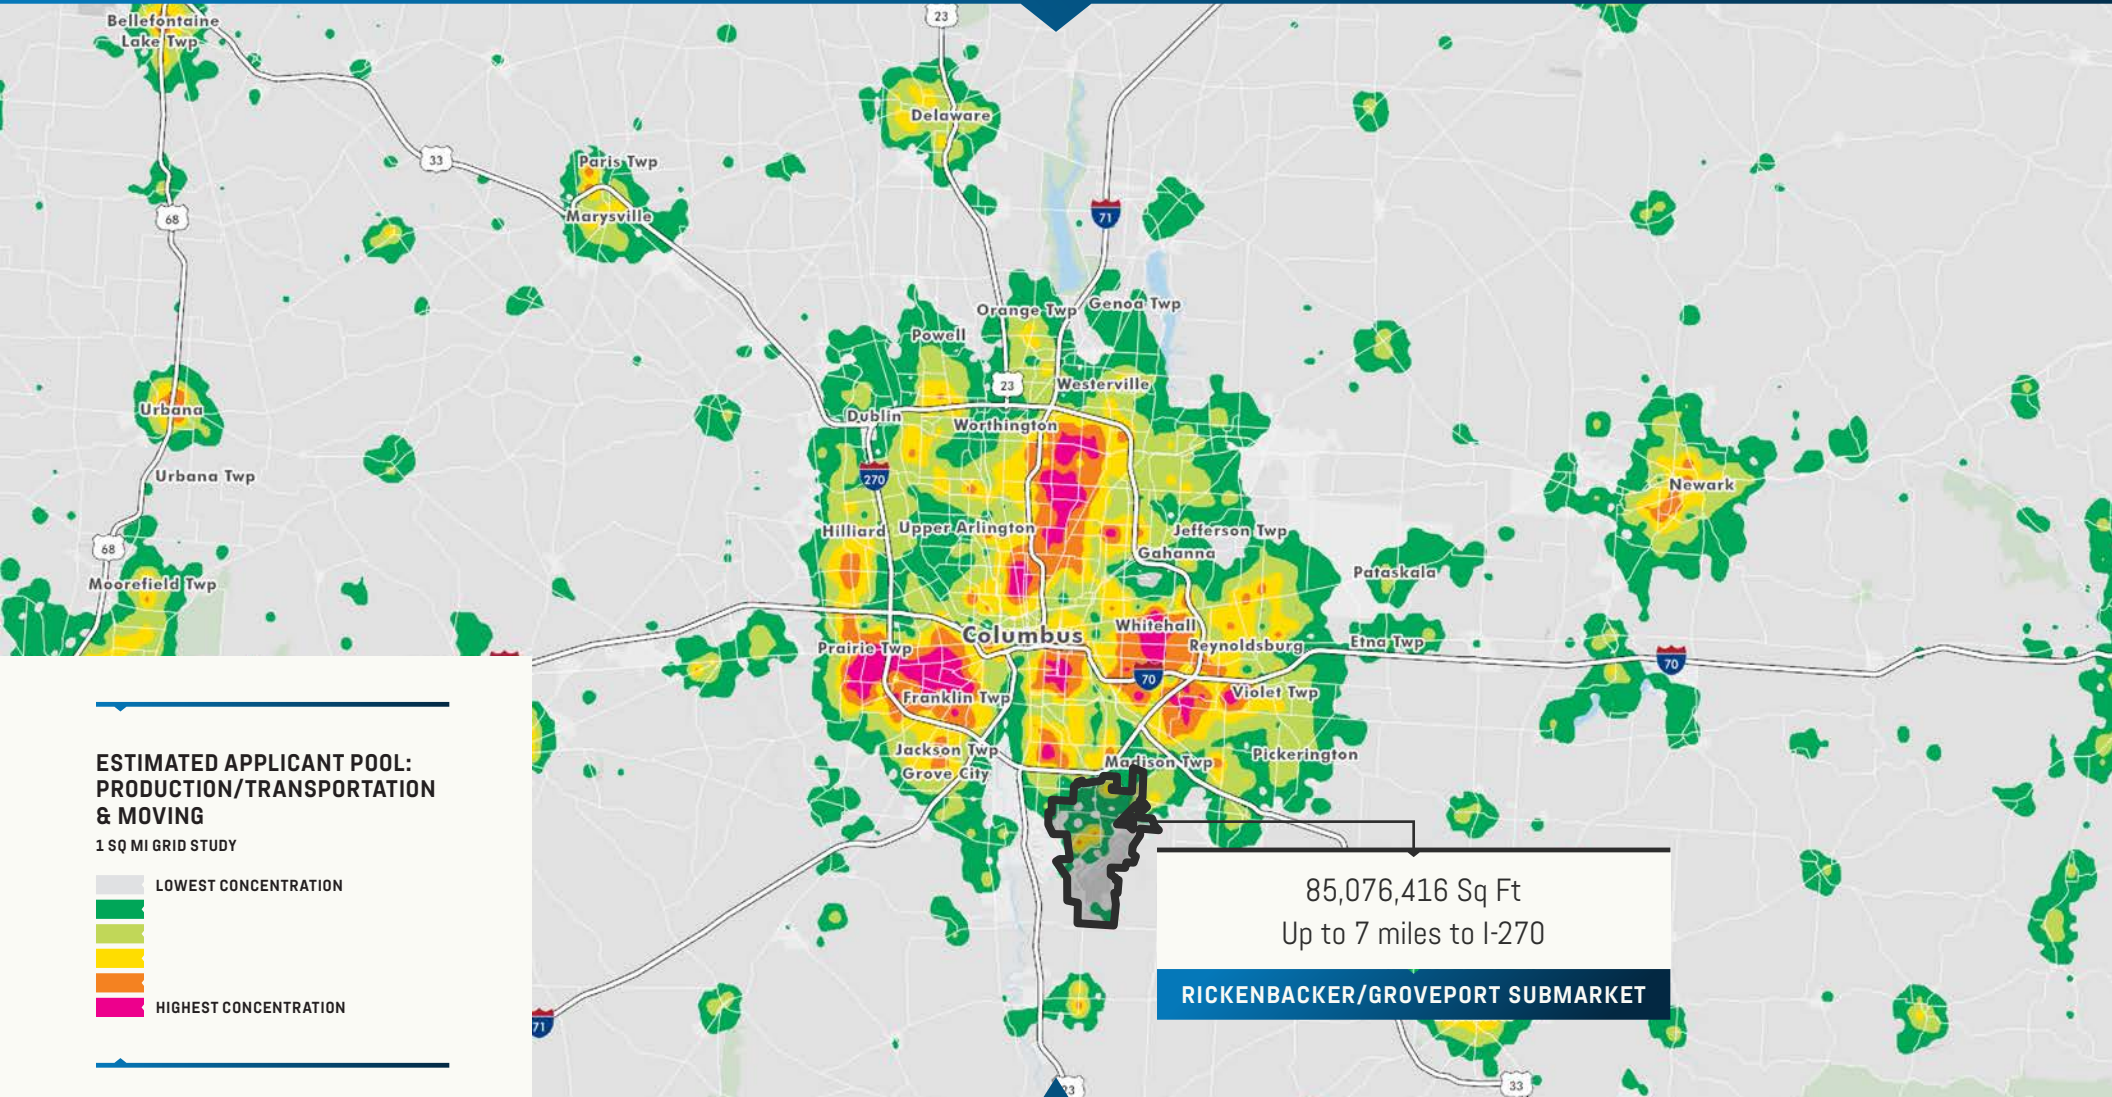 Bellefontaine
Lake Twp
23
Delaware
33
Paris Twp
Marysville
68
71
Orange Twp
Genoa Twp
Powell
23
Westerville
Dublin
Worthington
Urbana
Urbana Twp
270
Newark
Hilliard
Upper Arlington
Jefferson Twp
Gahanna
68
Moorefield Twp
Pataskala
Columbus
Whitehall
Prairie Twp
Reynoldsburg
Etna Twp
70
70
Franklin Twp
Violet Twp
Jackson Twp
Grove City
Madison Twp
Pickerington
ESTIMATED APPLICANT POOL:
PRODUCTION/TRANSPORTATION
& MOVING
1 SQ MI GRID STUDY
LOWEST CONCENTRATION
HIGHEST CONCENTRATION
85,076,416 Sq Ft
Up to 7 miles to I-270
RICKENBACKER/GROVEPORT SUBMARKET
71
23
33